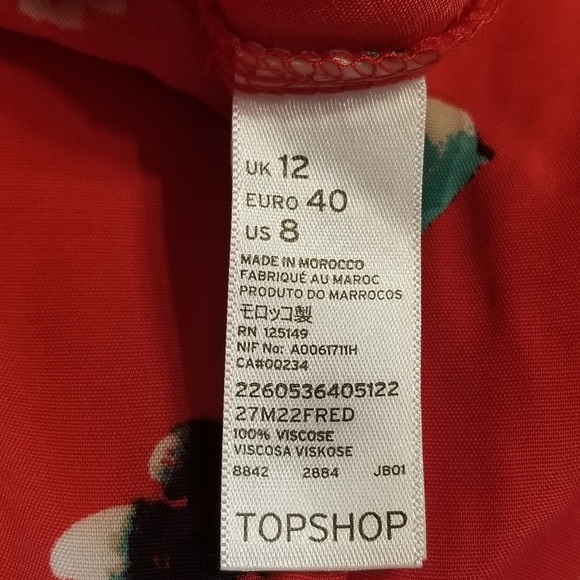 UK 12
EURO 40
US 8
MADE IN MOROCCO
FABRIQUÉ AU MAROC
PRODUTO DO MARROCOS
モロッコ製
RN 125149
NIF No: A0061711H
CA#00234
2260536405122
27M22FRED
100% VISCOSE
VISCOSA VISKOSE
8842 2884 JB01
TOPSHOP